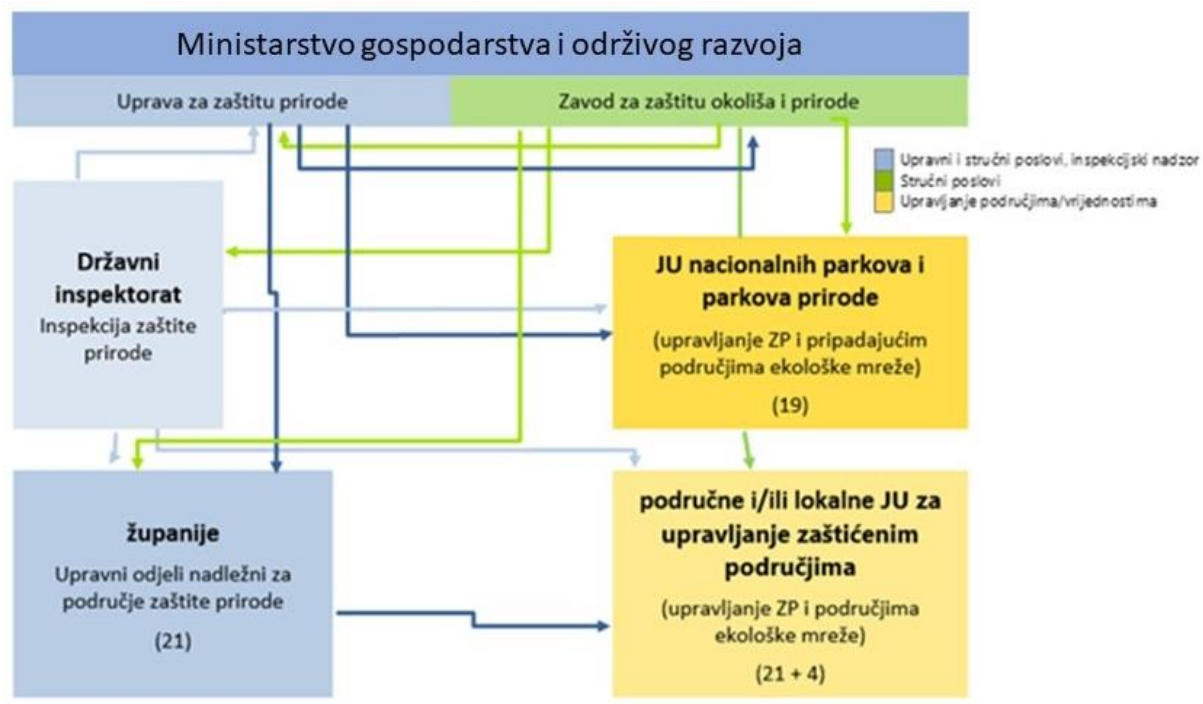 Ministarstvo gospodarstva i održivog razvoja
Uprava za zaštitu prirode
Zavod za zaštitu okoliša i prirode
Upravni i stručni poslovi, inspekcijski nadzor
Stručni poslovi
Upravljanje područjima/vrijednostima
Državni
inspektorat
Inspekcija zaštite
prirode
JU nacionalnih parkova i
parkova prirode
(upravljanje ZP i pripadajućim
područjima ekološke mreže)
(19)
županije
Upravni odjeli nadležni za
područje zaštite prirode
(21)
područne i/ili lokalne JU za
upravljanje zaštićenim
područjima
(upravljanje ZP i područjima
ekološke mreže)
(21 + 4)